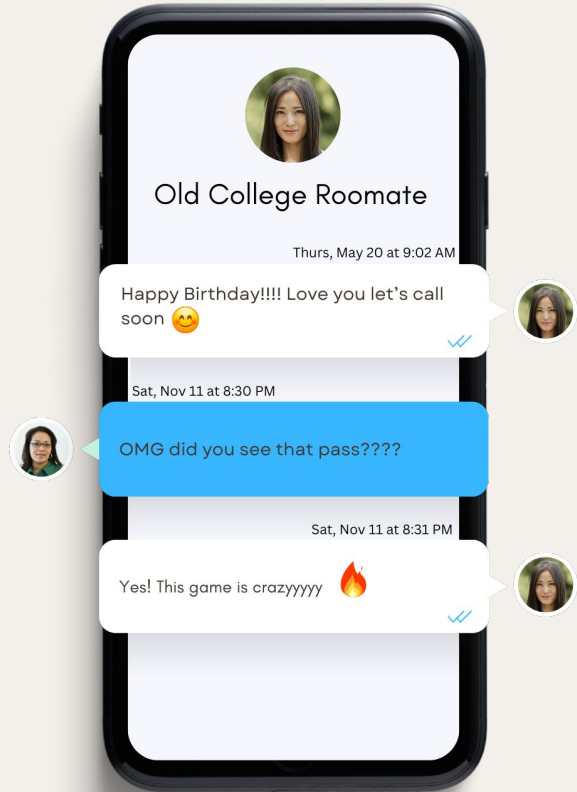 Old College Roomate
Thurs, May 20 at 9:02 AM
Happy Birthday!!!! Love you let's call
soon 😊
Sat, Nov 11 at 8:30 PM
OMG did you see that pass????
Sat, Nov 11 at 8:31 PM
Yes! This game is crazyyyyy 🔥